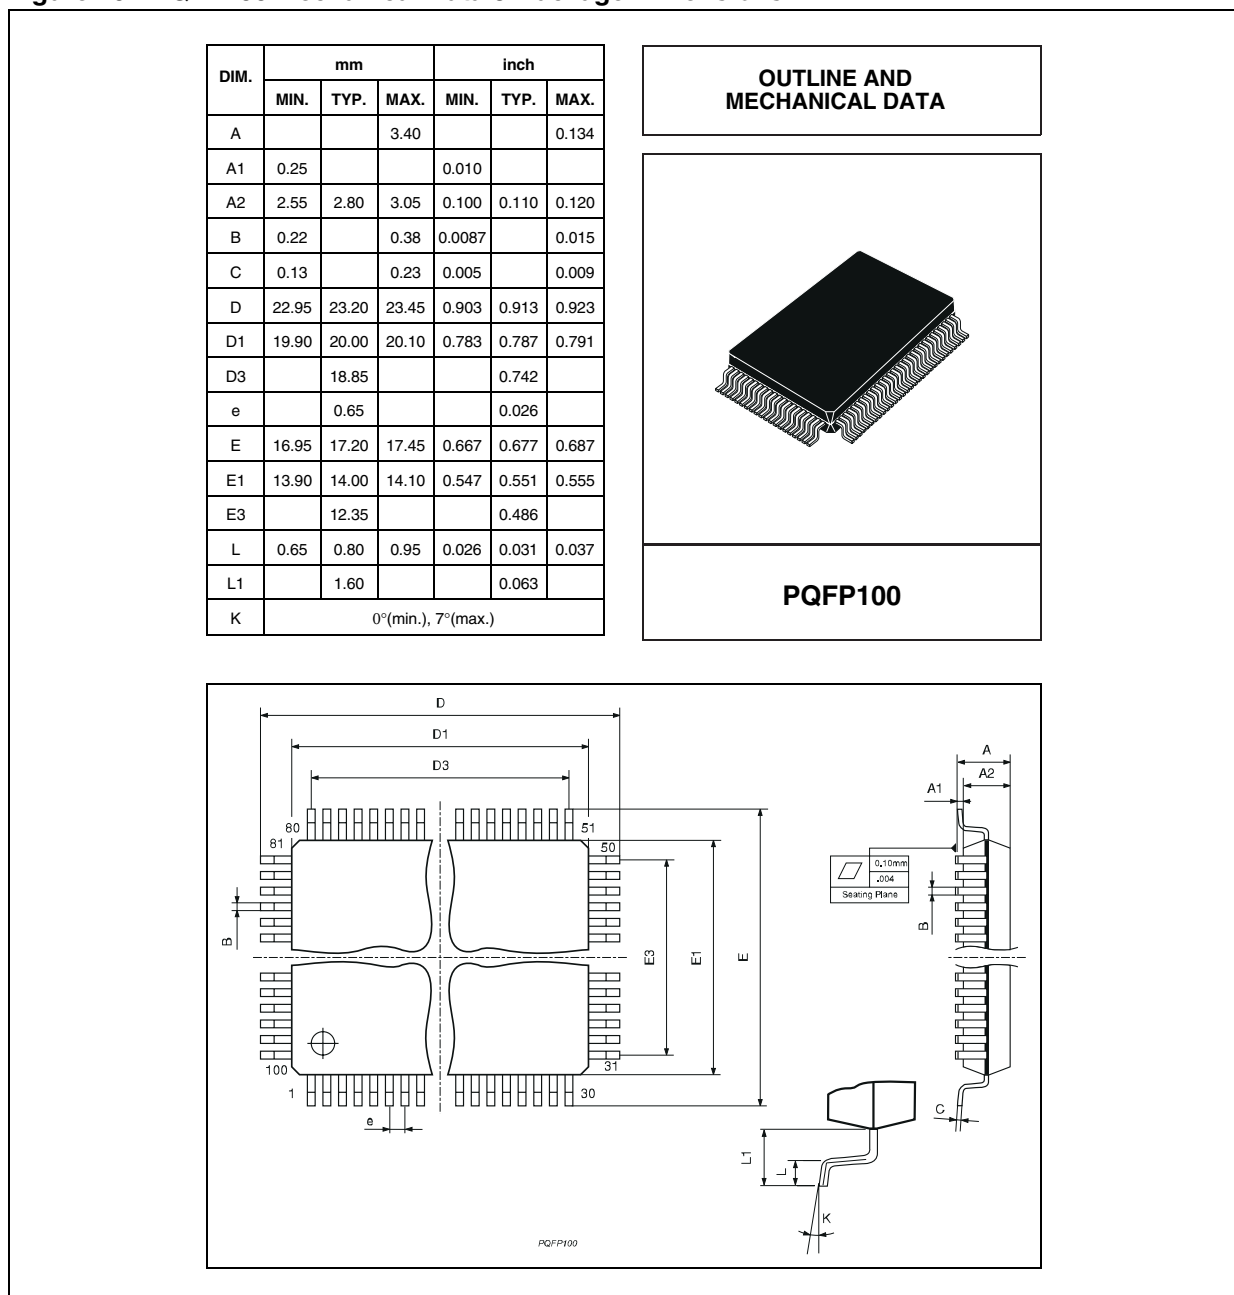 DIM. mm inch
MIN. TYP. MAX. MIN. TYP. MAX.
A 3.40 0.134
A1 0.25 0.010
A2 2.55 2.80 3.05 0.100 0.110 0.120
B 0.22 0.38 0.0087 0.015
C 0.13 0.23 0.005 0.009
D 22.95 23.20 23.45 0.903 0.913 0.923
D1 19.90 20.00 20.10 0.783 0.787 0.791
D3 18.85 0.742
e 0.65 0.026
E 16.95 17.20 17.45 0.667 0.677 0.687
E1 13.90 14.00 14.10 0.547 0.551 0.555
E3 12.35 0.486
L 0.65 0.80 0.95 0.026 0.031 0.037
L1 1.60 0.063
K 0°(min.), 7°(max.)
OUTLINE AND
MECHANICAL DATA
PQFP100
D
D1
D3
80
51
81
50
B
E3
E1
E
100
31
1
30
e
A
A2
A1
0.10mm
.004
Seating Plane
B
C
L1
L
K
PQFP100